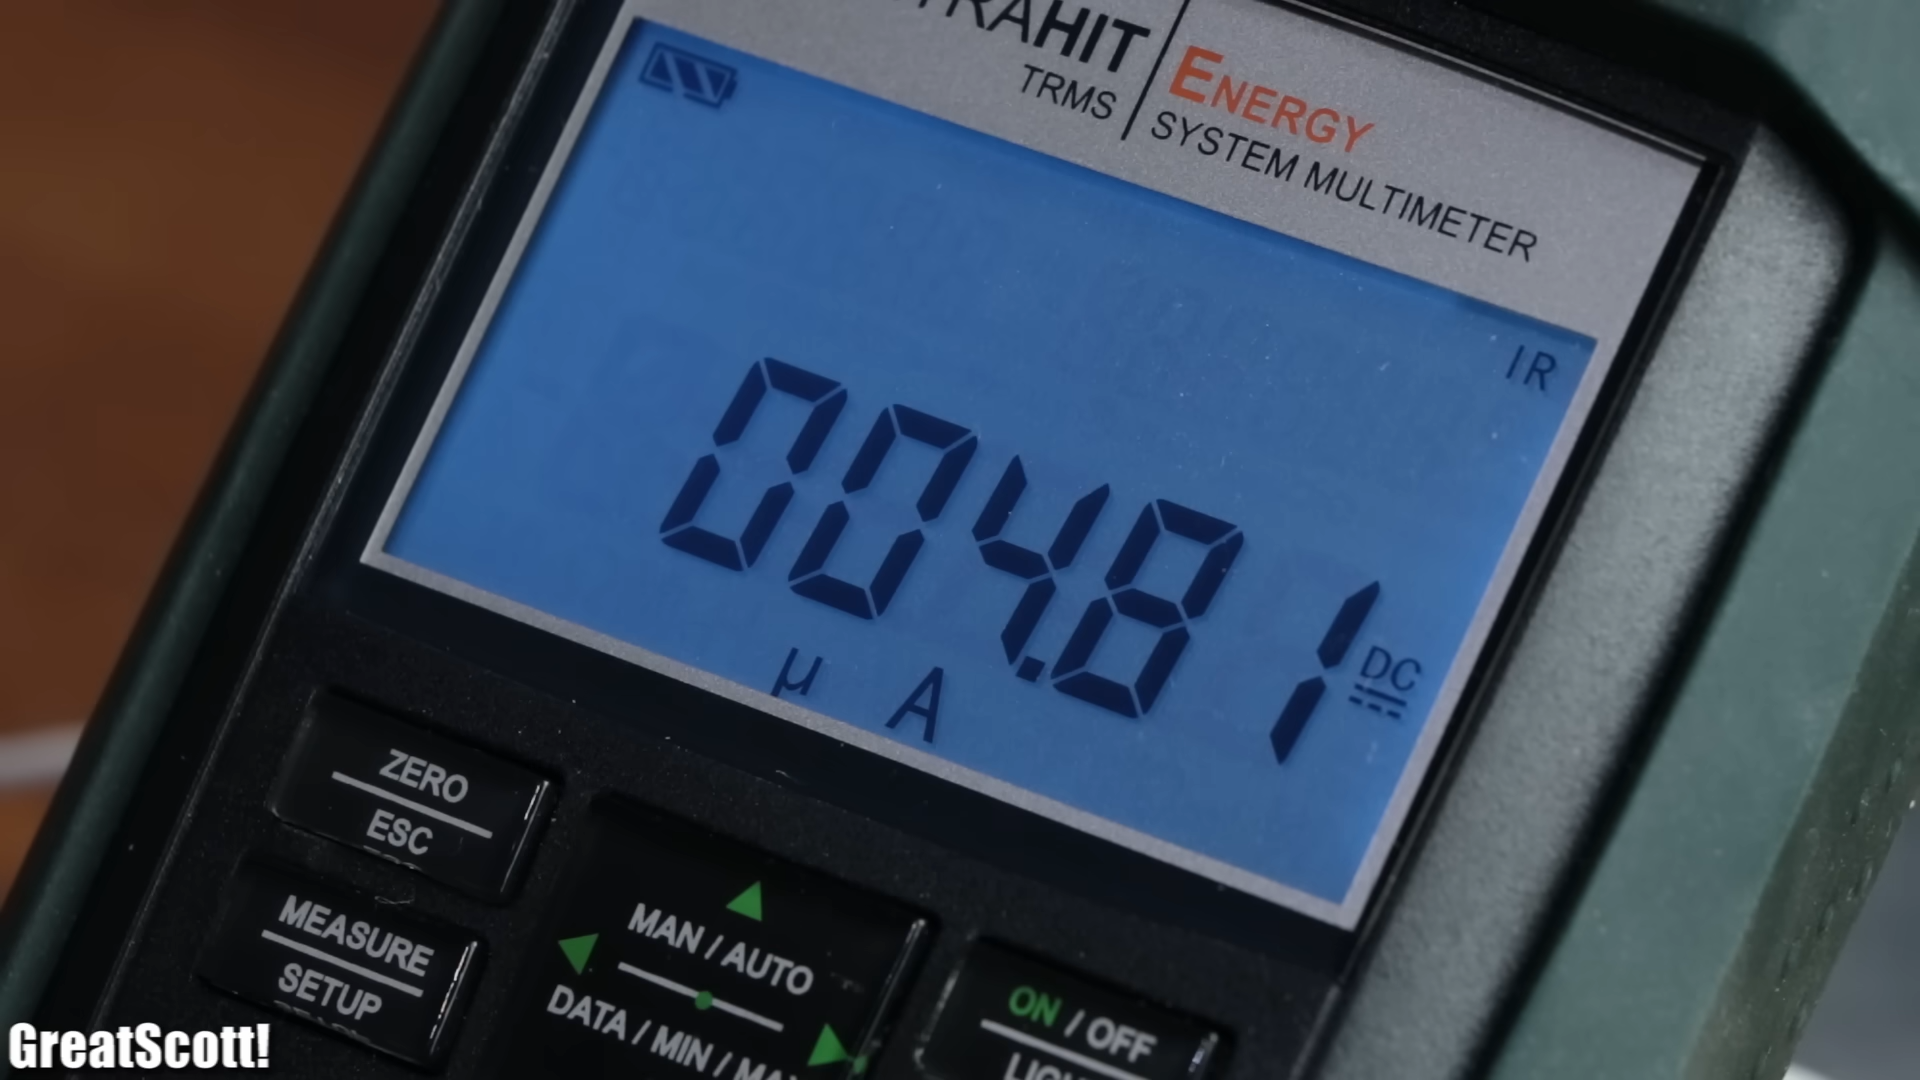 TRAHIT
TRMS
ENERGY
SYSTEM MULTIMETER
IR
004.81
DC
μ A
ZERO
ESC
MEASURE
SETUP
MAN / AUTO
DATA / MIN /
ON / OFF
GreatScott!